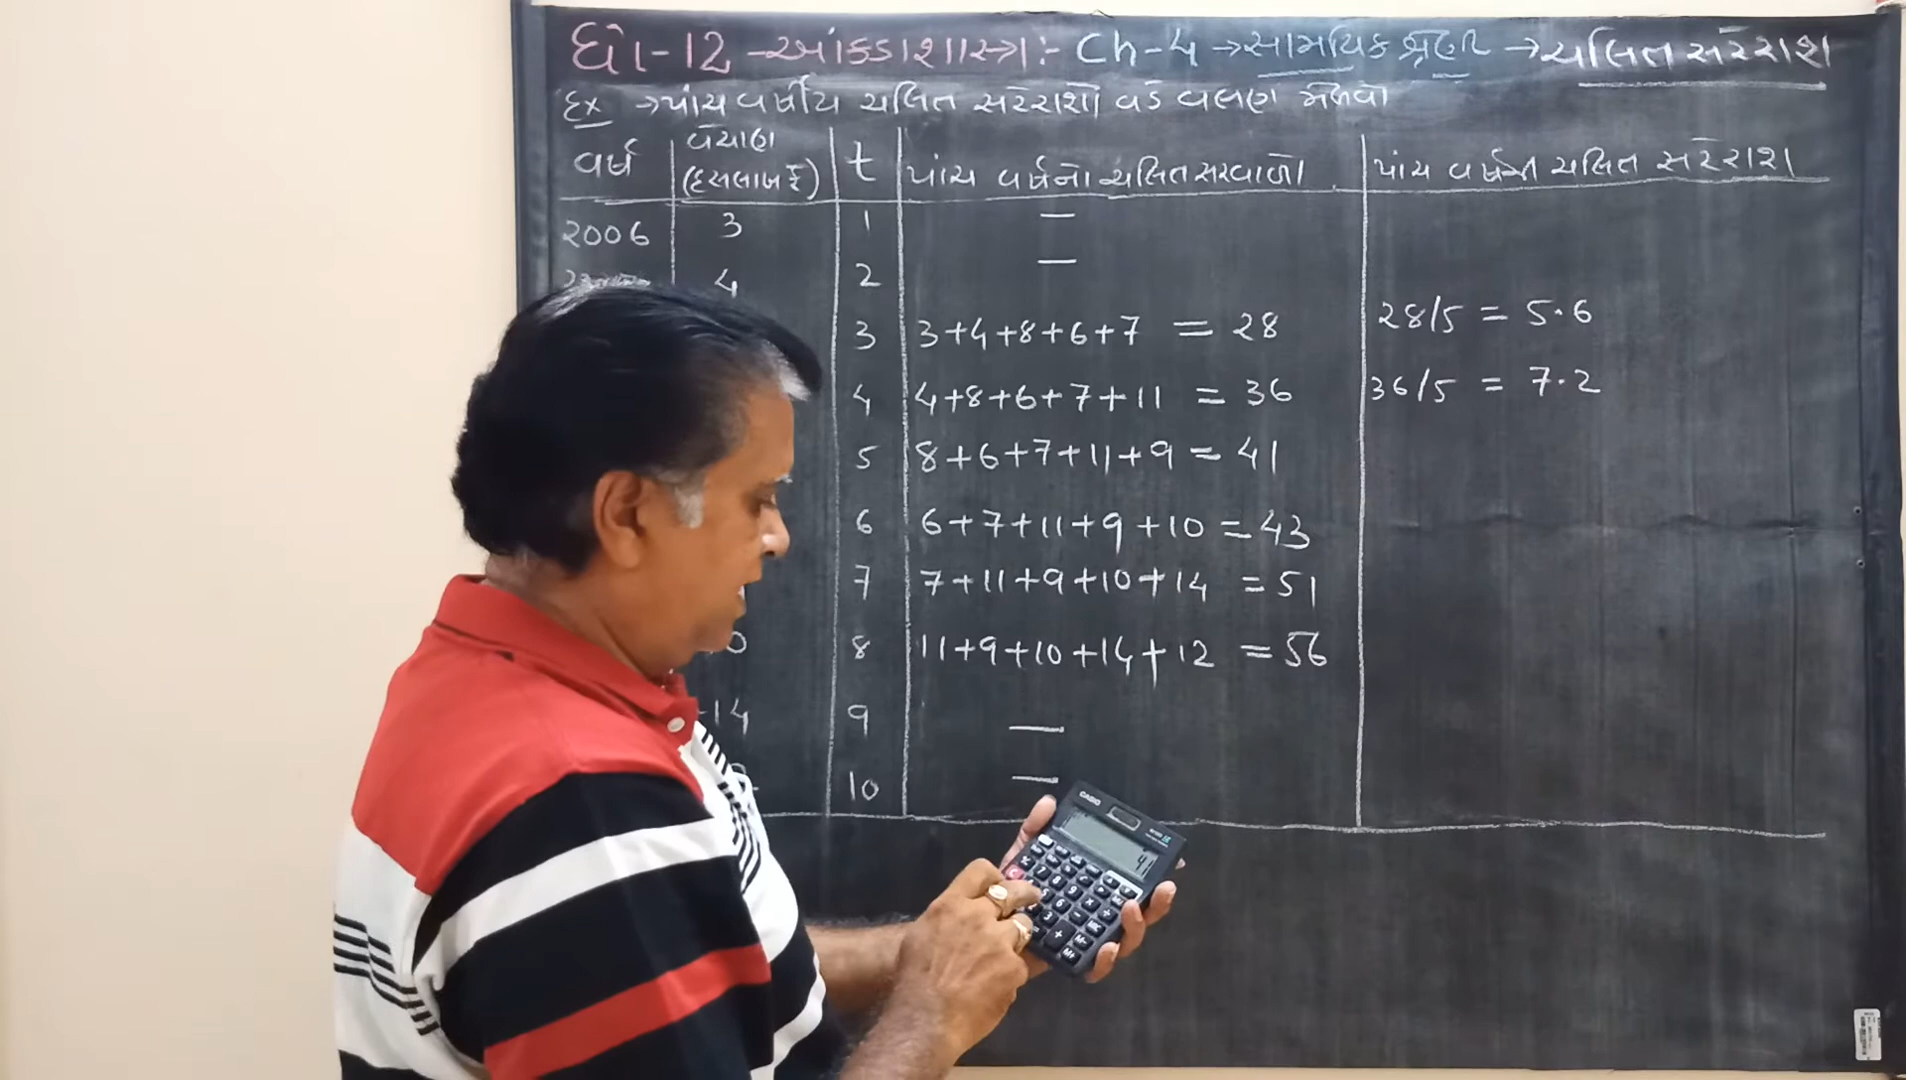 ધો-12 - આંકડાશાસ્ત્ર :- Ch-4 → સામયિક શ્રેણી → ચલિત સરેરાશ
Ex → પાંચ વર્ષીય ચલિત સરેરાશો વડે વલણ મેળવો
વર્ષ વેચાણ (દસ લાખ રૂ) t પાંચ વર્ષનો ચલિત સરવાળો પાંચ વર્ષની ચલિત સરેરાશ
2006 3 1 —
4 2 —
3 3+4+8+6+7 = 28 28/5 = 5.6
4 4+8+6+7+11 = 36 36/5 = 7.2
5 8+6+7+11+9 = 41
6 6+7+11+9+10 = 43
7 7+11+9+10+14 = 51
8 11+9+10+14+12 = 56
14 9 —
10 —
CASIO
41